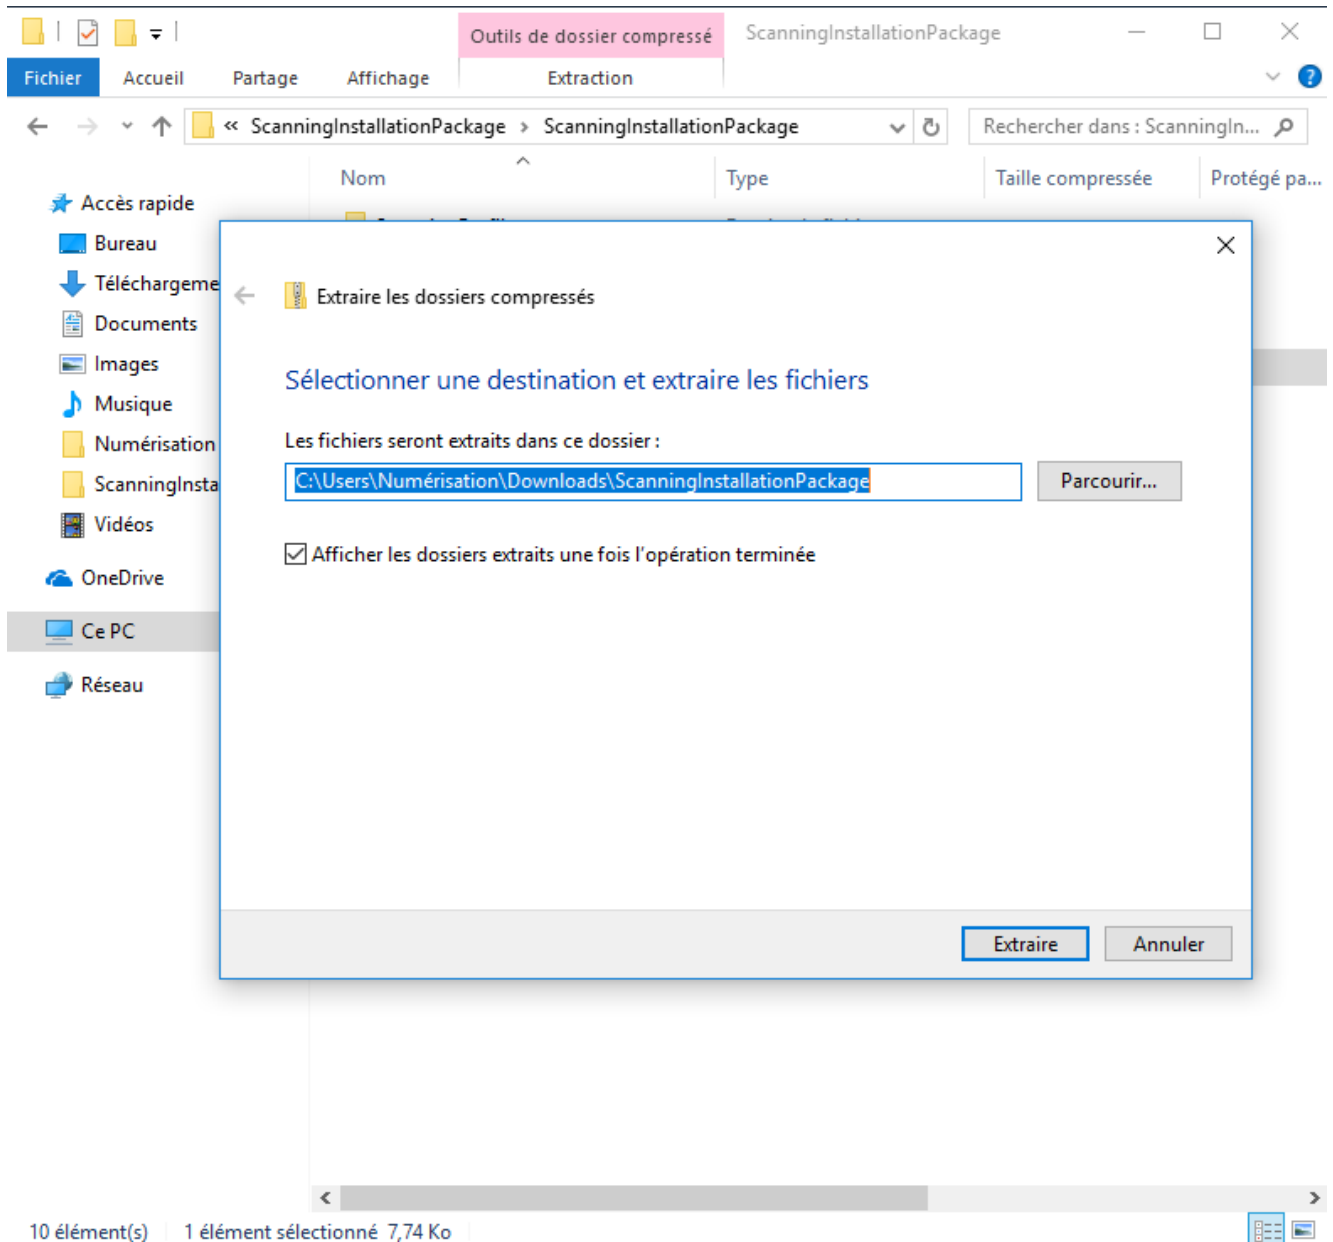 Outils de dossier compressé
ScanningInstallationPackage
Fichier
Accueil
Partage
Affichage
Extraction
« ScanningInstallationPackage › ScanningInstallationPackage
Rechercher dans : ScanningIn...
Nom
Type
Taille compressée
Protégé pa...
Accès rapide
Bureau
Téléchargeme
Documents
Images
Musique
Numérisation
ScanningInsta
Vidéos
OneDrive
Ce PC
Réseau
Extraire les dossiers compressés
Sélectionner une destination et extraire les fichiers
Les fichiers seront extraits dans ce dossier :
C:\Users\Numérisation\Downloads\ScanningInstallationPackage
Parcourir...
Afficher les dossiers extraits une fois l'opération terminée
Extraire
Annuler
10 élément(s)
1 élément sélectionné 7,74 Ko